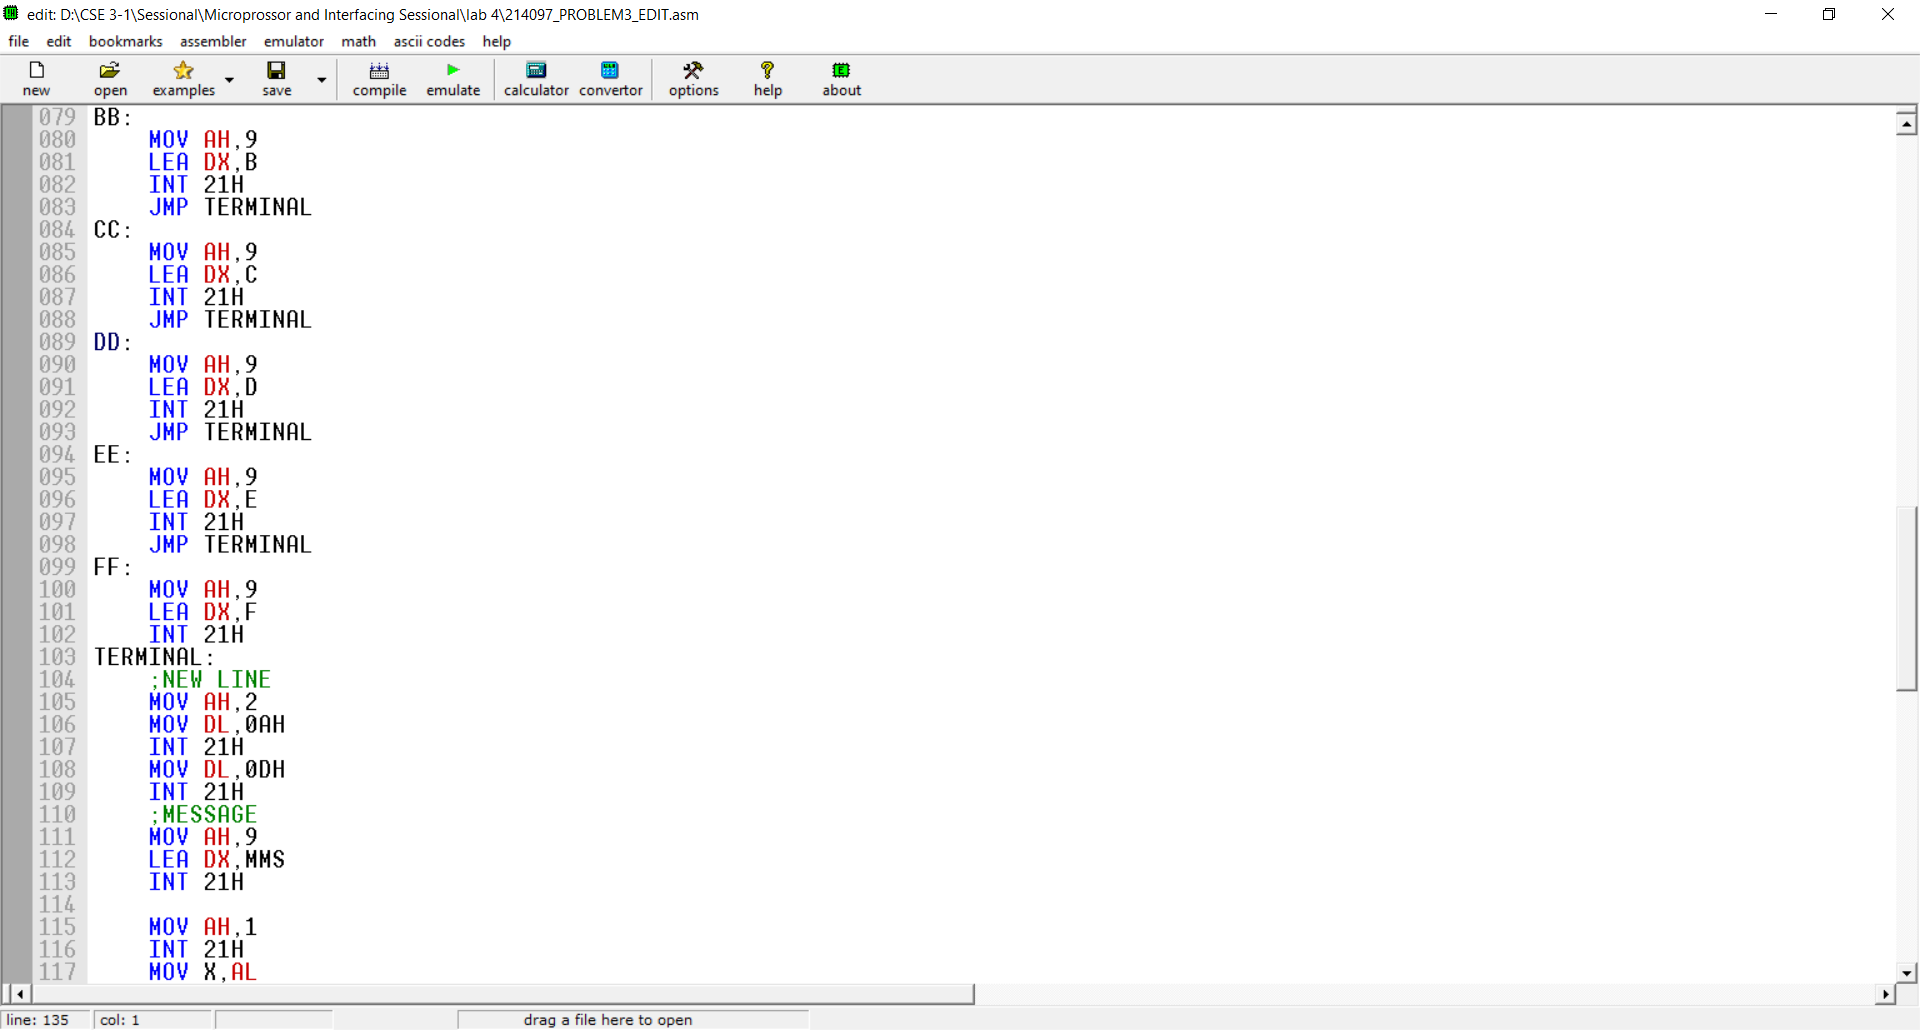 edit: D:\CSE 3-1\Sessional\Microprossor and Interfacing Sessional\lab 4\214097_PROBLEM3_EDIT.asm
file edit bookmarks assembler emulator math ascii codes help
new open examples save compile emulate calculator convertor options help about
079 BB:
080 MOV AH,9
081 LEA DX,B
082 INT 21H
083 JMP TERMINAL
084 CC:
085 MOV AH,9
086 LEA DX,C
087 INT 21H
088 JMP TERMINAL
089 DD:
090 MOV AH,9
091 LEA DX,D
092 INT 21H
093 JMP TERMINAL
094 EE:
095 MOV AH,9
096 LEA DX,E
097 INT 21H
098 JMP TERMINAL
099 FF:
100 MOV AH,9
101 LEA DX,F
102 INT 21H
103 TERMINAL:
104 ;NEW LINE
105 MOV AH,2
106 MOV DL,0AH
107 INT 21H
108 MOV DL,0DH
109 INT 21H
110 ;MESSAGE
111 MOV AH,9
112 LEA DX,MMS
113 INT 21H
114
115 MOV AH,1
116 INT 21H
117 MOV X,AL
line: 135 col: 1 drag a file here to open